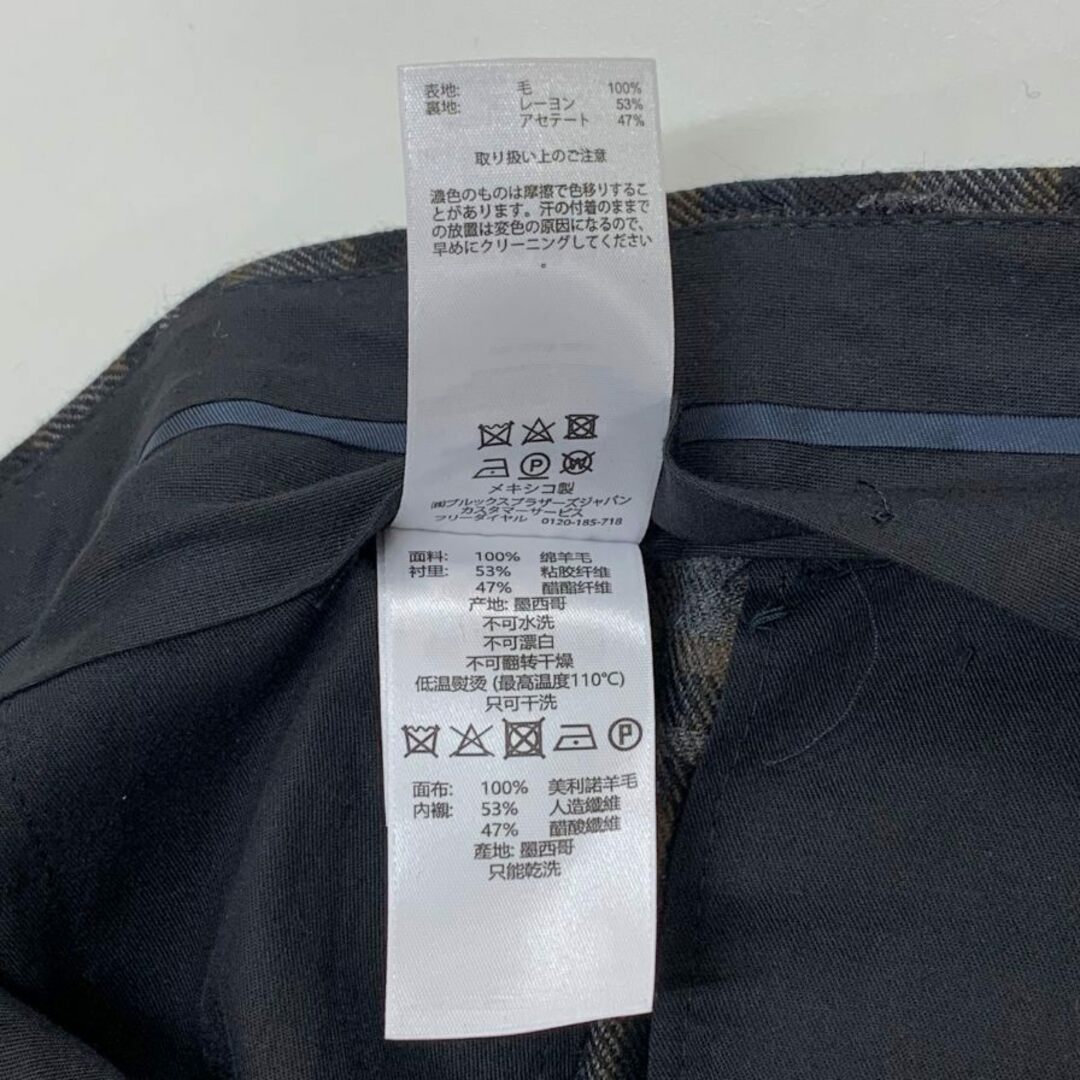 表地: 毛 100%
裏地: レーヨン 53%
アセテート 47%
取り扱い上のご注意
濃色のものは摩擦で色移りするこ
とがあります。汗の付着のままで
の放置は変色の原因になるので、
早めにクリーニングしてください
。
メキシコ製
㈱ブルックスブラザーズジャパン
カスタマーサービス
フリーダイヤル 0120-185-718
面料: 100% 绵羊毛
衬里: 53% 粘胶纤维
47% 醋酯纤维
产地: 墨西哥
不可水洗
不可漂白
不可翻转干燥
低温熨烫 (最高温度110℃)
只可干洗
P
面布: 100% 美利諾羊毛
内襯: 53% 人造纖維
47% 醋酸纖維
產地: 墨西哥
只能乾洗